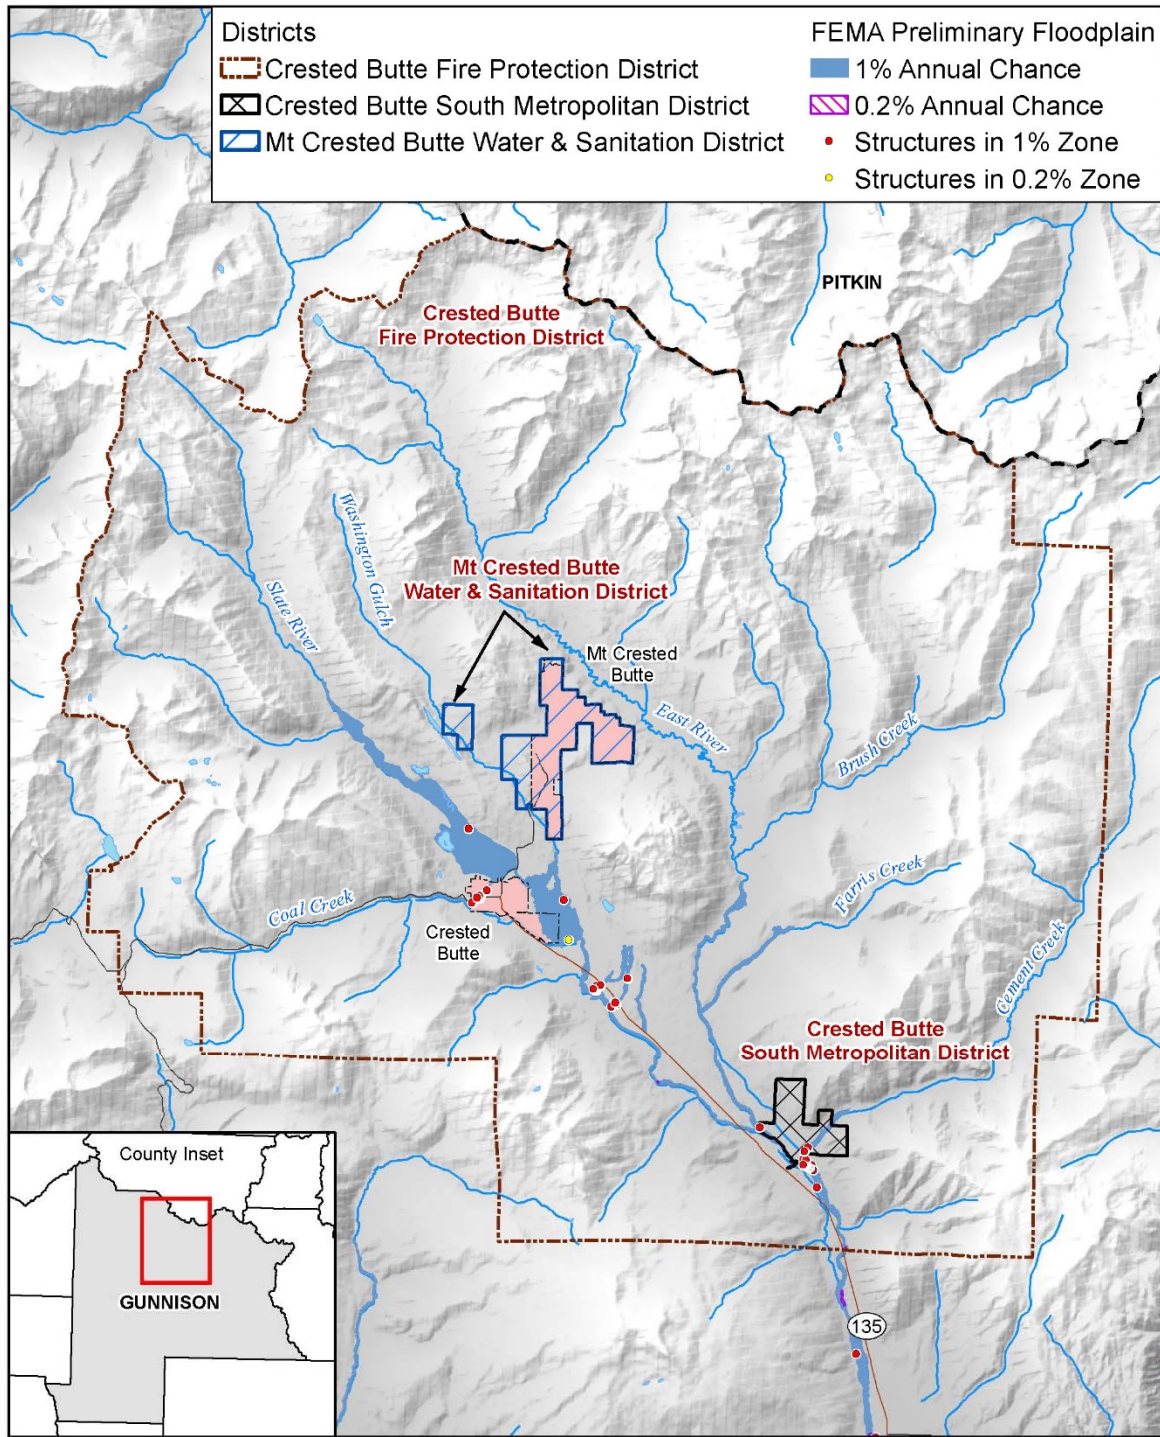 Districts
Crested Butte Fire Protection District
Crested Butte South Metropolitan District
Mt Crested Butte Water & Sanitation District
FEMA Preliminary Floodplain
1% Annual Chance
0.2% Annual Chance
Structures in 1% Zone
Structures in 0.2% Zone
PITKIN
Crested Butte
Fire Protection District
Washington Gulch
Slate River
Mt Crested Butte
Water & Sanitation District
Mt Crested
Butte
East River
Brush Creek
Farris Creek
Coal Creek
Crested
Butte
Cement Creek
Crested Butte
South Metropolitan District
County Inset
GUNNISON
135